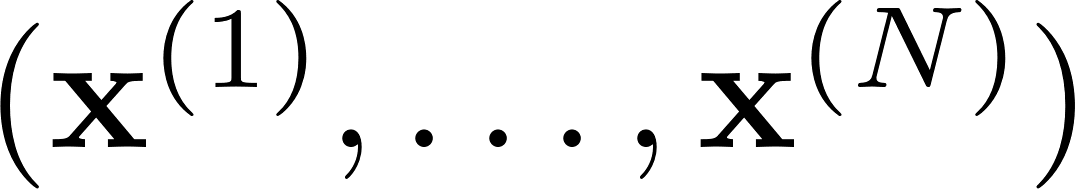 (𝐱⁽¹⁾, . . . , 𝐱⁽ᴺ⁾)